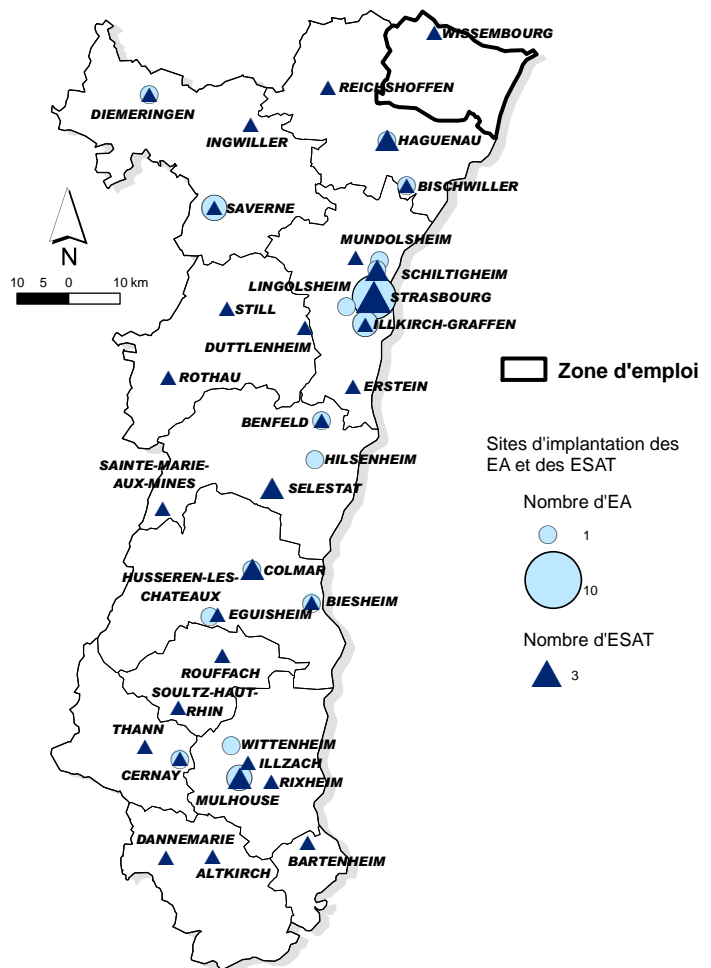 WISSEMBOURG
REICHSHOFFEN
DIEMERINGEN
INGWILLER
HAGUENAU
BISCHWILLER
SAVERNE
N
10 5 0 10 km
MUNDOLSHEIM
SCHILTIGHEIM
LINGOLSHEIM
STRASBOURG
STILL
ILLKIRCH-GRAFFEN
DUTTLENHEIM
ROTHAU
ERSTEIN
Zone d'emploi
BENFELD
Sites d'implantation des
EA et des ESAT
SAINTE-MARIE-
AUX-MINES
HILSENHEIM
SELESTAT
Nombre d'EA
1
10
HUSSEREN-LES-
CHATEAUX
COLMAR
BIESHEIM
EGUISHEIM
Nombre d'ESAT
3
ROUFFACH
SOULTZ-HAUT-
RHIN
THANN
CERNAY
WITTENHEIM
ILLZACH
RIXHEIM
MULHOUSE
DANNEMARIE
ALTKIRCH
BARTENHEIM